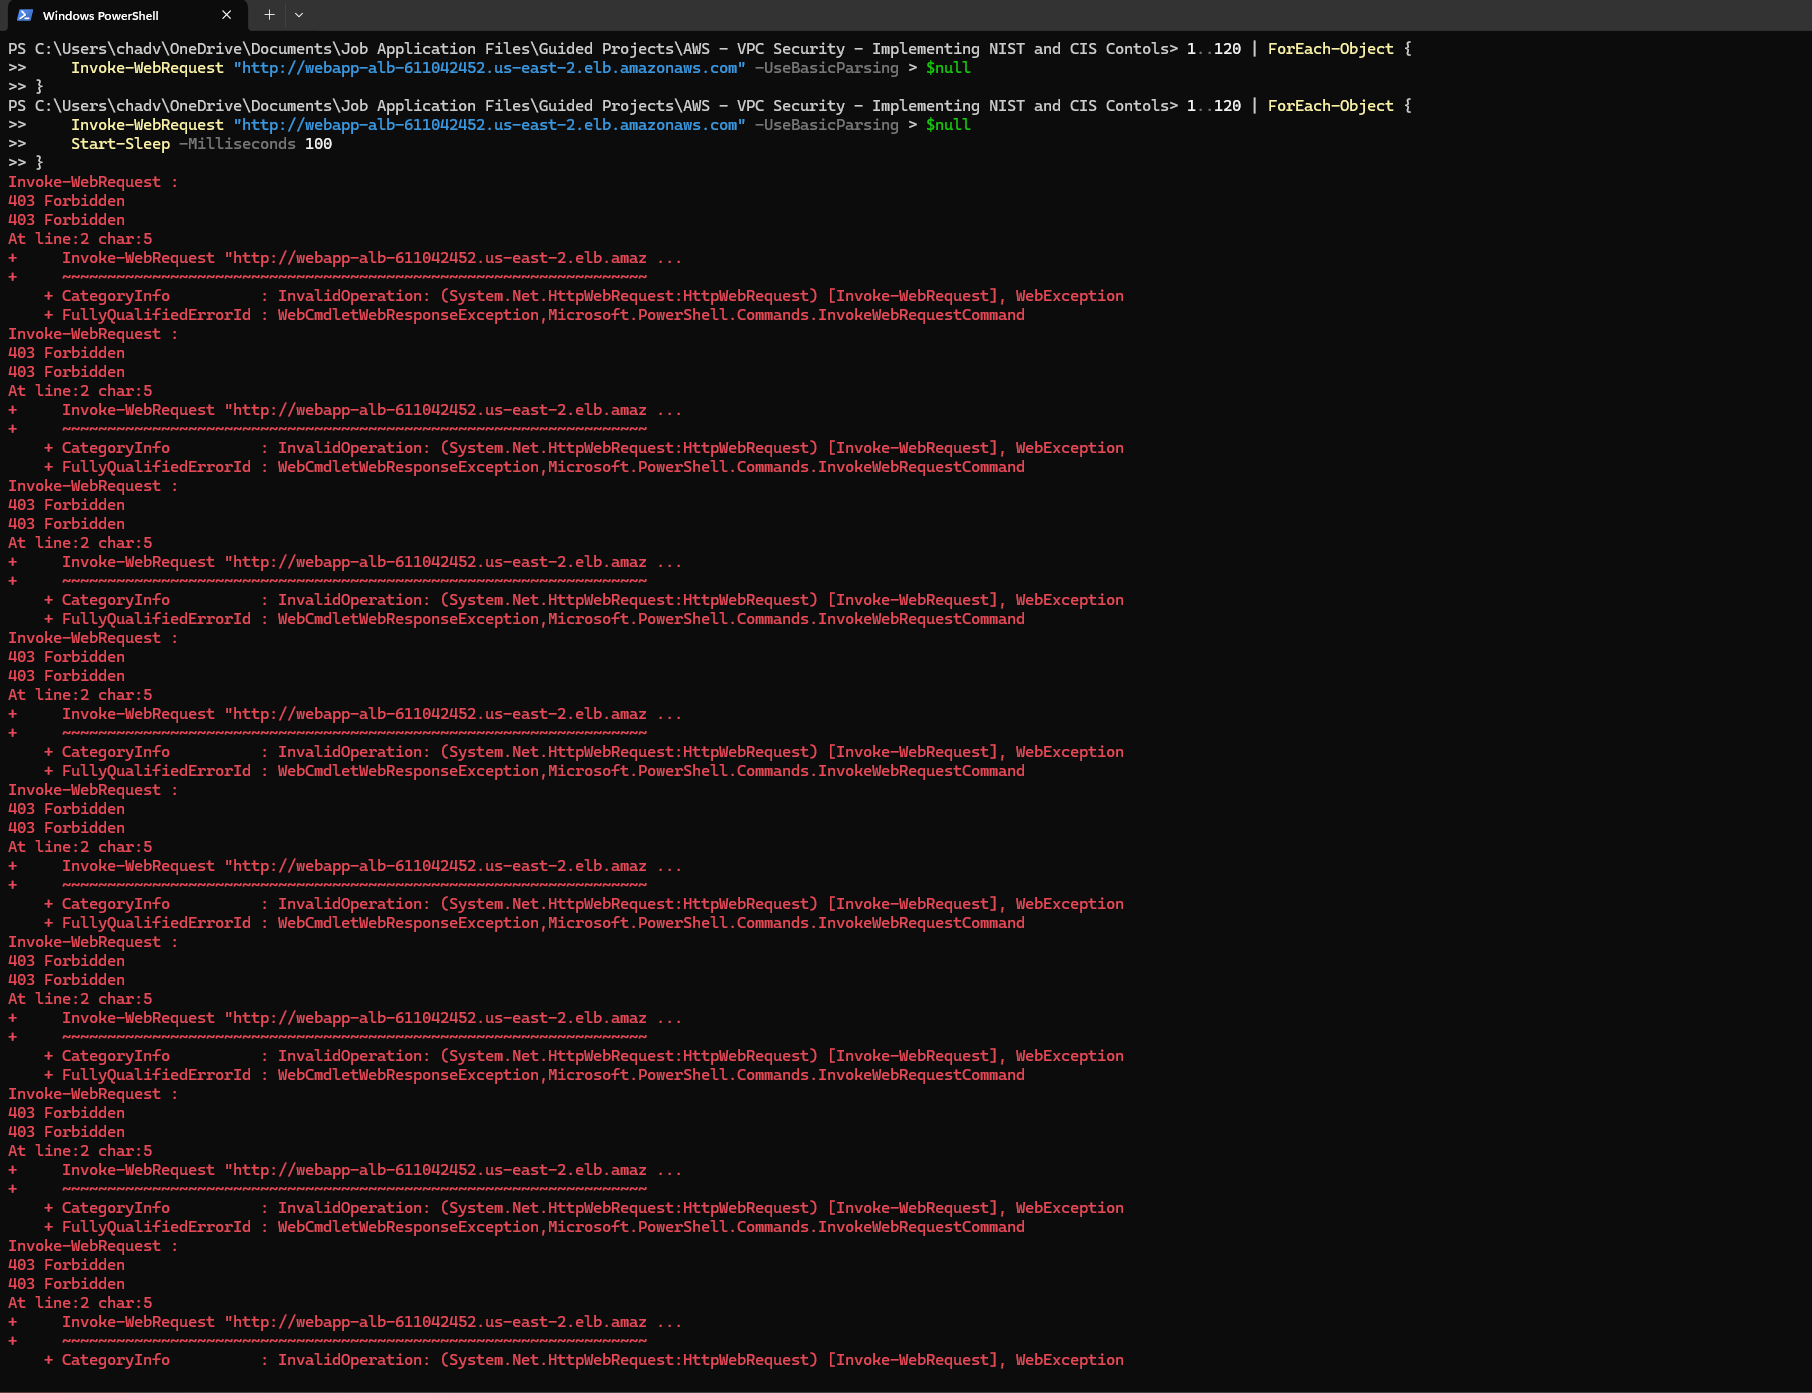 Windows PowerShell
PS C:\Users\chadv\OneDrive\Documents\Job Application Files\Guided Projects\AWS - VPC Security - Implementing NIST and CIS Contols> 1..120 | ForEach-Object {
>>     Invoke-WebRequest "http://webapp-alb-611042452.us-east-2.elb.amazonaws.com" -UseBasicParsing > $null
>> }
PS C:\Users\chadv\OneDrive\Documents\Job Application Files\Guided Projects\AWS - VPC Security - Implementing NIST and CIS Contols> 1..120 | ForEach-Object {
>>     Invoke-WebRequest "http://webapp-alb-611042452.us-east-2.elb.amazonaws.com" -UseBasicParsing > $null
>>     Start-Sleep -Milliseconds 100
>> }
Invoke-WebRequest :
403 Forbidden
403 Forbidden
At line:2 char:5
+     Invoke-WebRequest "http://webapp-alb-611042452.us-east-2.elb.amaz ...
+     ~~~~~~~~~~~~~~~~~~~~~~~~~~~~~~~~~~~~~~~~~~~~~~~~~~~~~~~~~~~~~~~~~
    + CategoryInfo          : InvalidOperation: (System.Net.HttpWebRequest:HttpWebRequest) [Invoke-WebRequest], WebException
    + FullyQualifiedErrorId : WebCmdletWebResponseException,Microsoft.PowerShell.Commands.InvokeWebRequestCommand
Invoke-WebRequest :
403 Forbidden
403 Forbidden
At line:2 char:5
+     Invoke-WebRequest "http://webapp-alb-611042452.us-east-2.elb.amaz ...
+     ~~~~~~~~~~~~~~~~~~~~~~~~~~~~~~~~~~~~~~~~~~~~~~~~~~~~~~~~~~~~~~~~~
    + CategoryInfo          : InvalidOperation: (System.Net.HttpWebRequest:HttpWebRequest) [Invoke-WebRequest], WebException
    + FullyQualifiedErrorId : WebCmdletWebResponseException,Microsoft.PowerShell.Commands.InvokeWebRequestCommand
Invoke-WebRequest :
403 Forbidden
403 Forbidden
At line:2 char:5
+     Invoke-WebRequest "http://webapp-alb-611042452.us-east-2.elb.amaz ...
+     ~~~~~~~~~~~~~~~~~~~~~~~~~~~~~~~~~~~~~~~~~~~~~~~~~~~~~~~~~~~~~~~~~
    + CategoryInfo          : InvalidOperation: (System.Net.HttpWebRequest:HttpWebRequest) [Invoke-WebRequest], WebException
    + FullyQualifiedErrorId : WebCmdletWebResponseException,Microsoft.PowerShell.Commands.InvokeWebRequestCommand
Invoke-WebRequest :
403 Forbidden
403 Forbidden
At line:2 char:5
+     Invoke-WebRequest "http://webapp-alb-611042452.us-east-2.elb.amaz ...
+     ~~~~~~~~~~~~~~~~~~~~~~~~~~~~~~~~~~~~~~~~~~~~~~~~~~~~~~~~~~~~~~~~~
    + CategoryInfo          : InvalidOperation: (System.Net.HttpWebRequest:HttpWebRequest) [Invoke-WebRequest], WebException
    + FullyQualifiedErrorId : WebCmdletWebResponseException,Microsoft.PowerShell.Commands.InvokeWebRequestCommand
Invoke-WebRequest :
403 Forbidden
403 Forbidden
At line:2 char:5
+     Invoke-WebRequest "http://webapp-alb-611042452.us-east-2.elb.amaz ...
+     ~~~~~~~~~~~~~~~~~~~~~~~~~~~~~~~~~~~~~~~~~~~~~~~~~~~~~~~~~~~~~~~~~
    + CategoryInfo          : InvalidOperation: (System.Net.HttpWebRequest:HttpWebRequest) [Invoke-WebRequest], WebException
    + FullyQualifiedErrorId : WebCmdletWebResponseException,Microsoft.PowerShell.Commands.InvokeWebRequestCommand
Invoke-WebRequest :
403 Forbidden
403 Forbidden
At line:2 char:5
+     Invoke-WebRequest "http://webapp-alb-611042452.us-east-2.elb.amaz ...
+     ~~~~~~~~~~~~~~~~~~~~~~~~~~~~~~~~~~~~~~~~~~~~~~~~~~~~~~~~~~~~~~~~~
    + CategoryInfo          : InvalidOperation: (System.Net.HttpWebRequest:HttpWebRequest) [Invoke-WebRequest], WebException
    + FullyQualifiedErrorId : WebCmdletWebResponseException,Microsoft.PowerShell.Commands.InvokeWebRequestCommand
Invoke-WebRequest :
403 Forbidden
403 Forbidden
At line:2 char:5
+     Invoke-WebRequest "http://webapp-alb-611042452.us-east-2.elb.amaz ...
+     ~~~~~~~~~~~~~~~~~~~~~~~~~~~~~~~~~~~~~~~~~~~~~~~~~~~~~~~~~~~~~~~~~
    + CategoryInfo          : InvalidOperation: (System.Net.HttpWebRequest:HttpWebRequest) [Invoke-WebRequest], WebException
    + FullyQualifiedErrorId : WebCmdletWebResponseException,Microsoft.PowerShell.Commands.InvokeWebRequestCommand
Invoke-WebRequest :
403 Forbidden
403 Forbidden
At line:2 char:5
+     Invoke-WebRequest "http://webapp-alb-611042452.us-east-2.elb.amaz ...
+     ~~~~~~~~~~~~~~~~~~~~~~~~~~~~~~~~~~~~~~~~~~~~~~~~~~~~~~~~~~~~~~~~~
    + CategoryInfo          : InvalidOperation: (System.Net.HttpWebRequest:HttpWebRequest) [Invoke-WebRequest], WebException